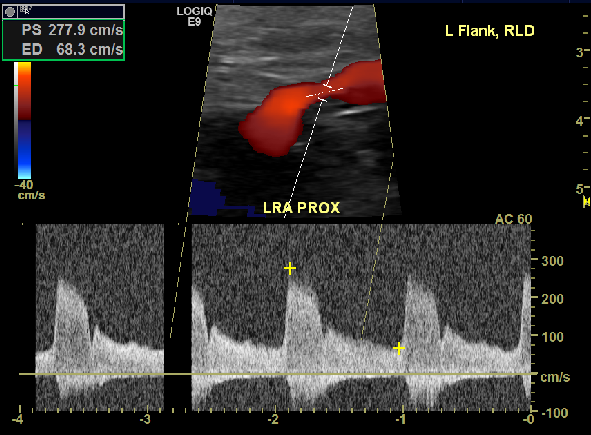 PS 277.9 cm/s
ED 68.3 cm/s
LOGIQ
E9
L Flank, RLD
3
4
5
-40
cm/s
LRA PROX
AC 60
300
200
100
cm/s
-100
-4
-3
-2
-1
-0